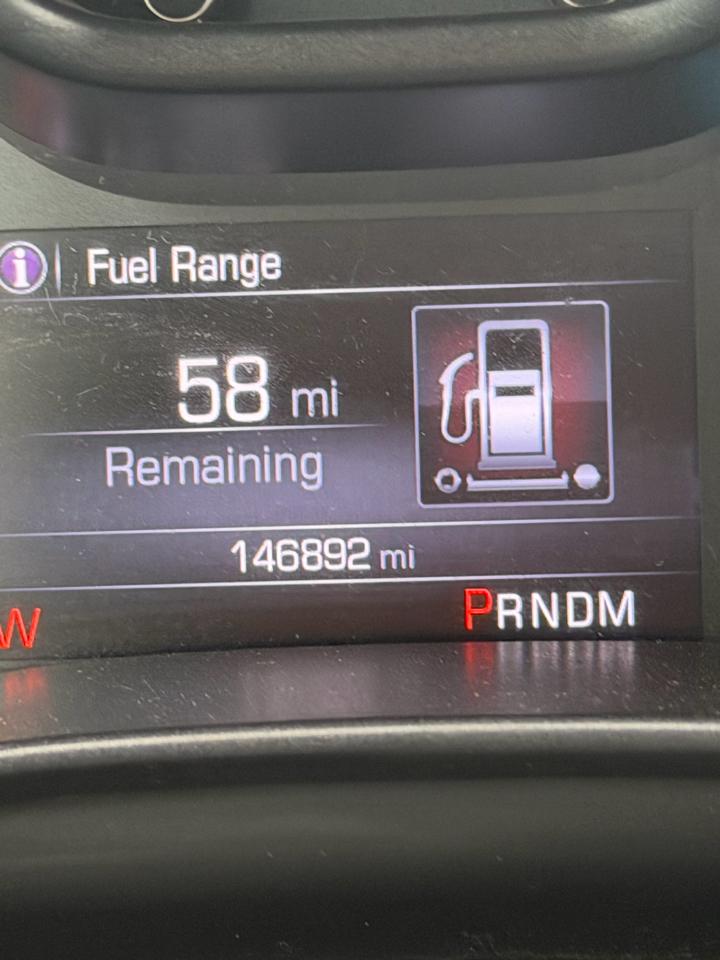 i Fuel Range
58 mi
Remaining
146892 mi
W PRNDM